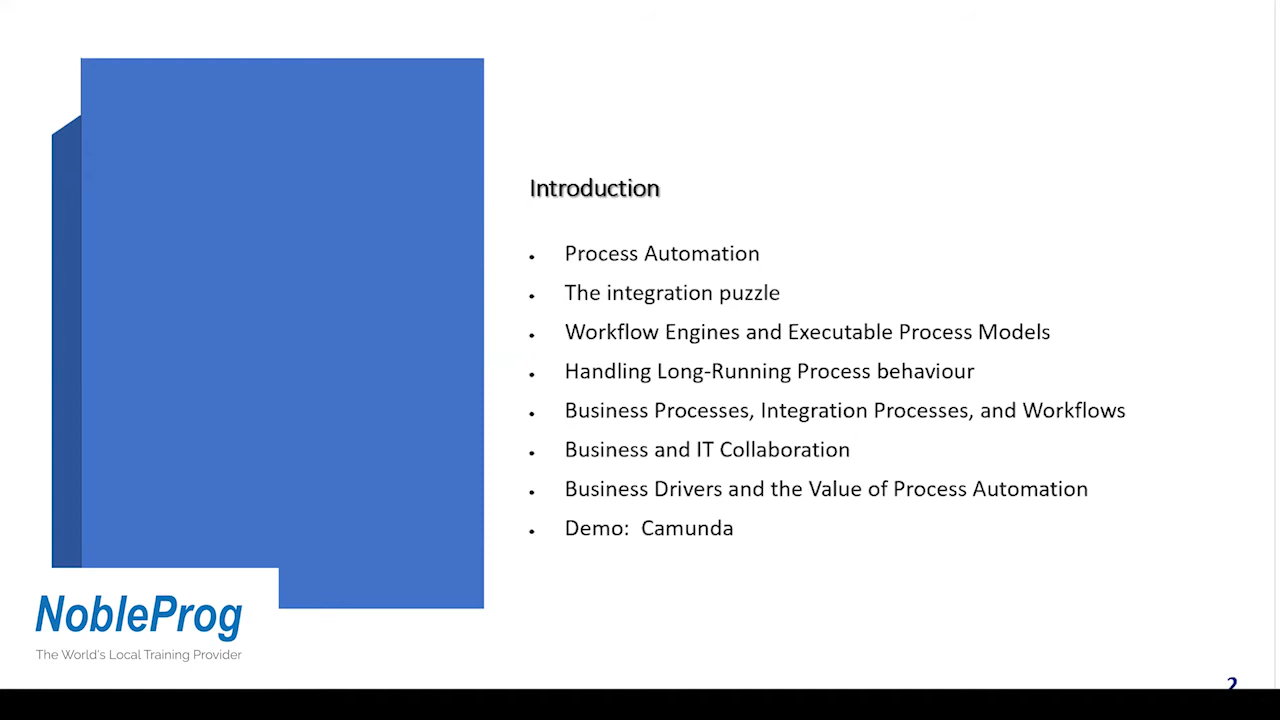 Introduction
• Process Automation
• The integration puzzle
• Workflow Engines and Executable Process Models
• Handling Long-Running Process behaviour
• Business Processes, Integration Processes, and Workflows
• Business and IT Collaboration
• Business Drivers and the Value of Process Automation
• Demo:  Camunda
NobleProg
The World's Local Training Provider
2